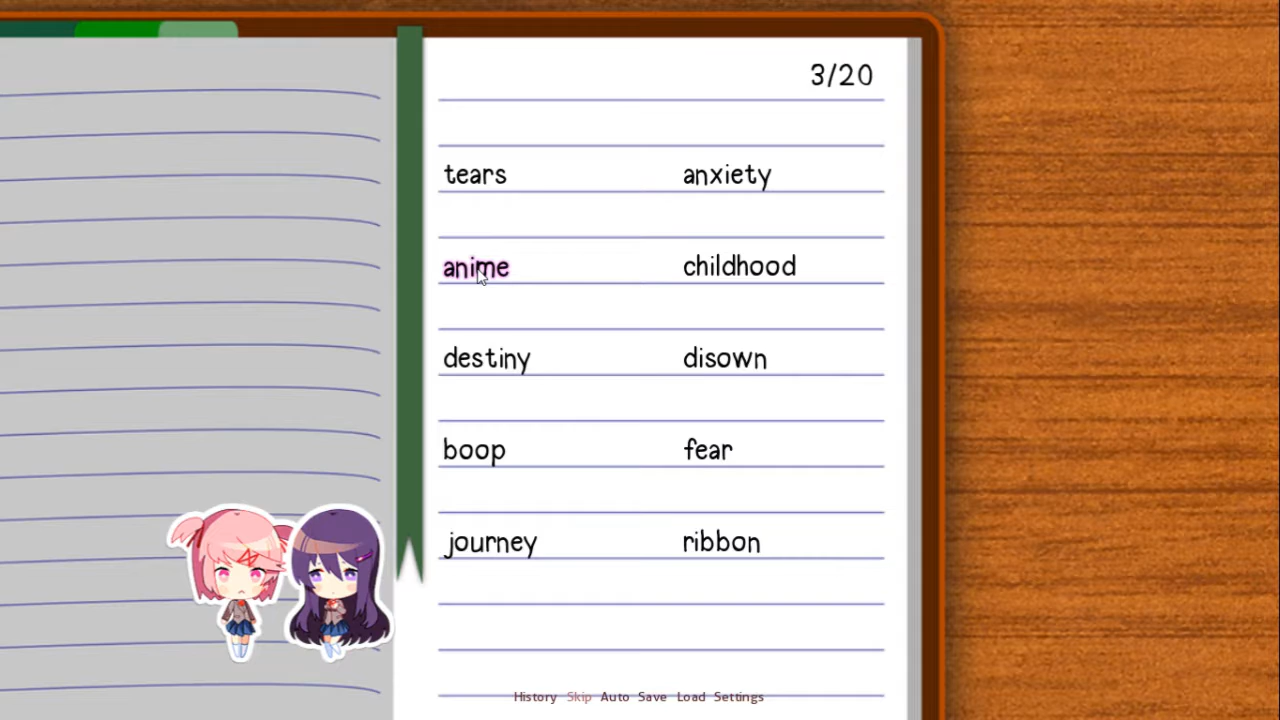 3/20
tears anxiety
anime childhood
destiny disown
boop fear
journey ribbon
History Skip Auto Save Load Settings